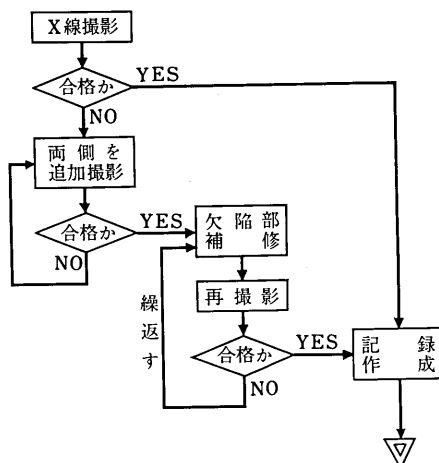 X線撮影
合格か
YES
NO
両側を
追加撮影
合格か
YES
NO
欠陥部
補修
再撮影
繰返す
合格か
YES
NO
記録
作成